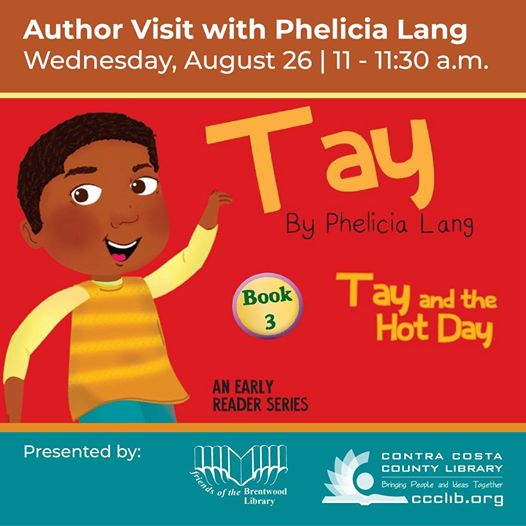 Author Visit with Phelicia Lang
Wednesday, August 26 | 11 - 11:30 a.m.
Tay
By Phelicia Lang
Book
3
Tay and the
Hot Day
AN EARLY
READER SERIES
Presented by:
friends of the Brentwood
Library
CONTRA COSTA
COUNTY LIBRARY
Bringing People and Ideas Together
ccclib.org